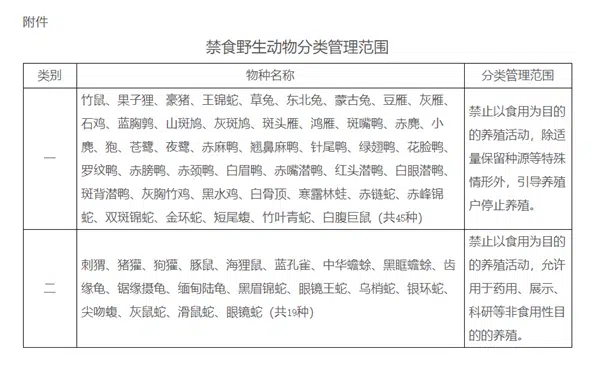 附件
禁食野生动物分类管理范围
类别 物种名称 分类管理范围
竹鼠、果子狸、豪猪、王锦蛇、草兔、东北兔、蒙古兔、豆雁、灰雁、
石鸡、蓝胸鹑、山斑鸠、灰斑鸠、斑头雁、鸿雁、斑嘴鸭、赤麂、小
麂、狍、苍鹭、夜鹭、赤麻鸭、翘鼻麻鸭、针尾鸭、绿翅鸭、花脸鸭、
罗纹鸭、赤膀鸭、赤颈鸭、白眉鸭、赤嘴潜鸭、红头潜鸭、白眼潜鸭、
斑背潜鸭、灰胸竹鸡、黑水鸡、白骨顶、寒露林蛙、赤链蛇、赤峰锦
蛇、双斑锦蛇、金环蛇、短尾蝮、竹叶青蛇、白腹巨鼠（共45种）
一
禁止以食用为目的
的养殖活动，除适
量保留种源等特殊
情形外，引导养殖
户停止养殖。
刺猬、猪獾、狗獾、豚鼠、海狸鼠、蓝孔雀、中华蟾蜍、黑眶蟾蜍、齿
缘龟、锯缘摄龟、缅甸陆龟、黑眉锦蛇、眼镜王蛇、乌梢蛇、银环蛇、
尖吻蝮、灰鼠蛇、滑鼠蛇、眼镜蛇（共19种）
二
禁止以食用为目的
的养殖活动，允许
用于药用、展示、
科研等非食用性目
的的养殖。